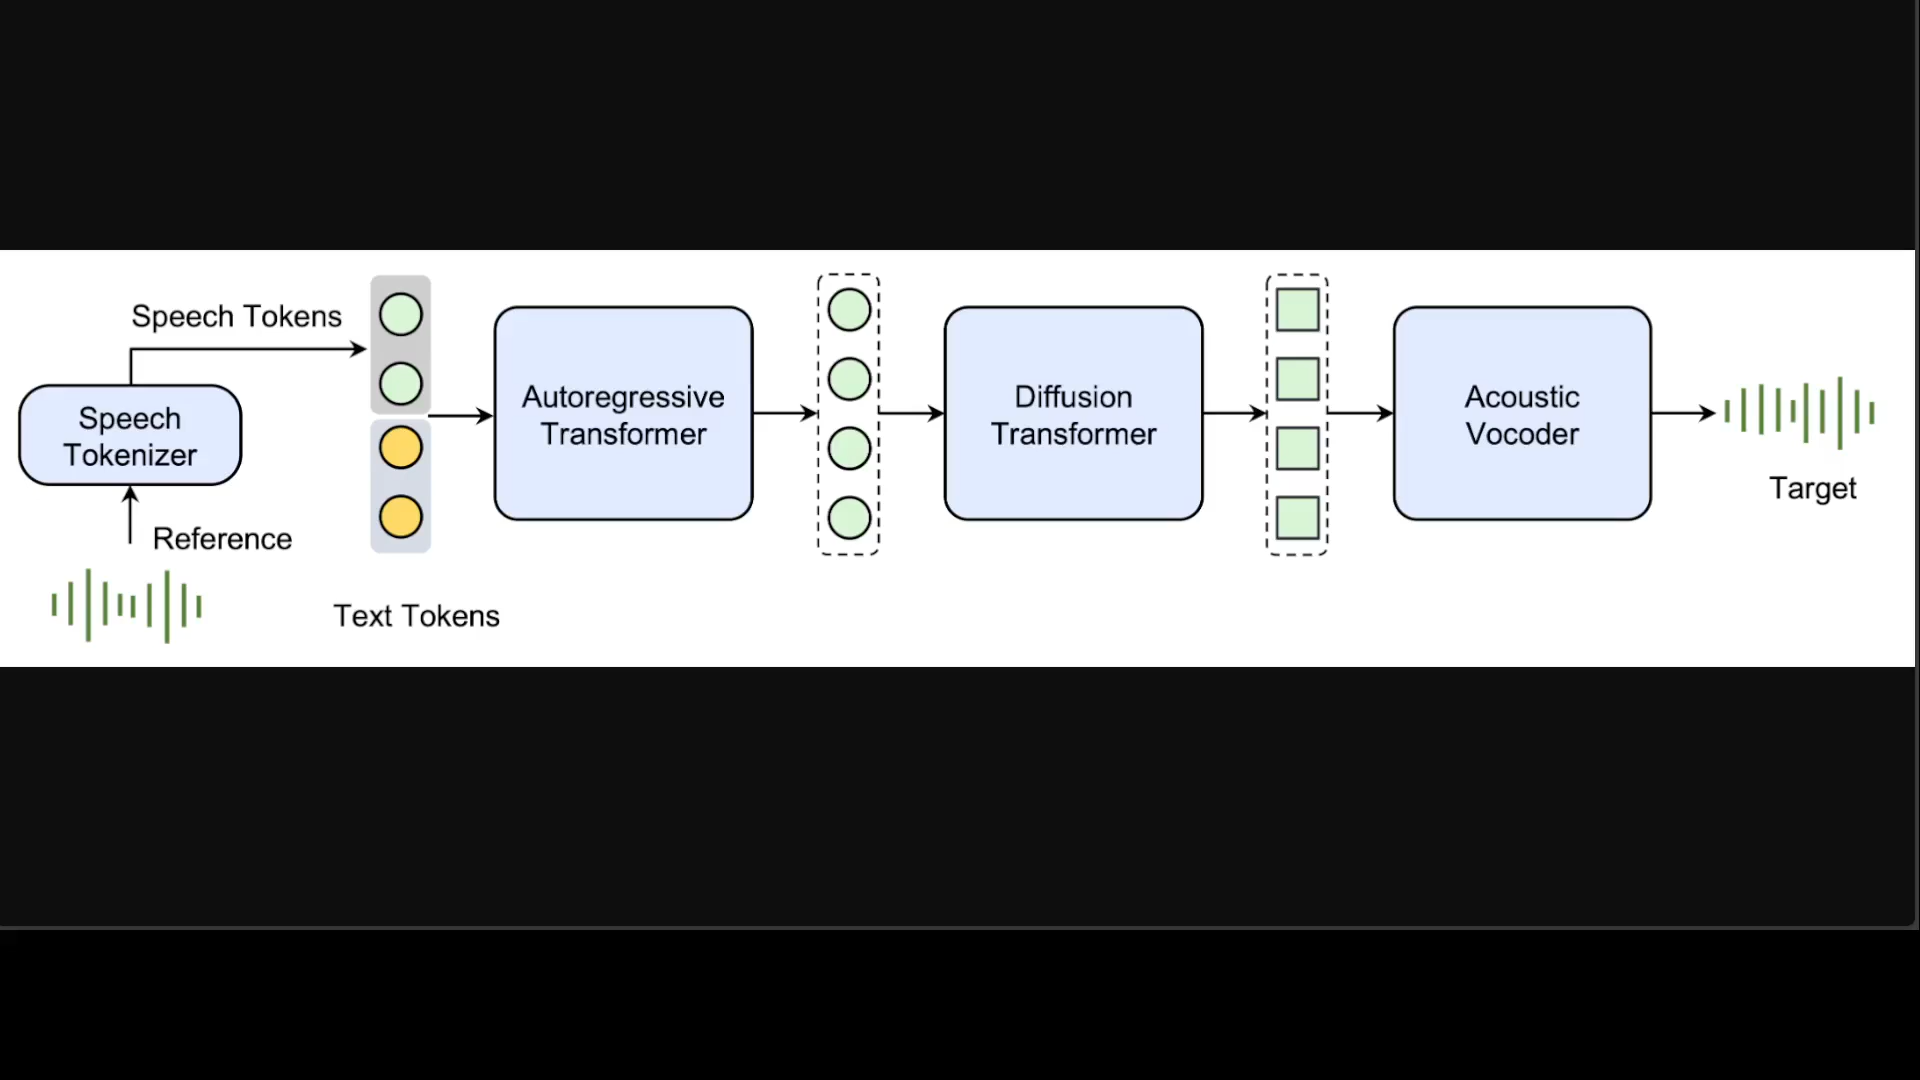 Speech Tokens
Speech
Tokenizer
Reference
Text Tokens
Autoregressive
Transformer
Diffusion
Transformer
Acoustic
Vocoder
Target